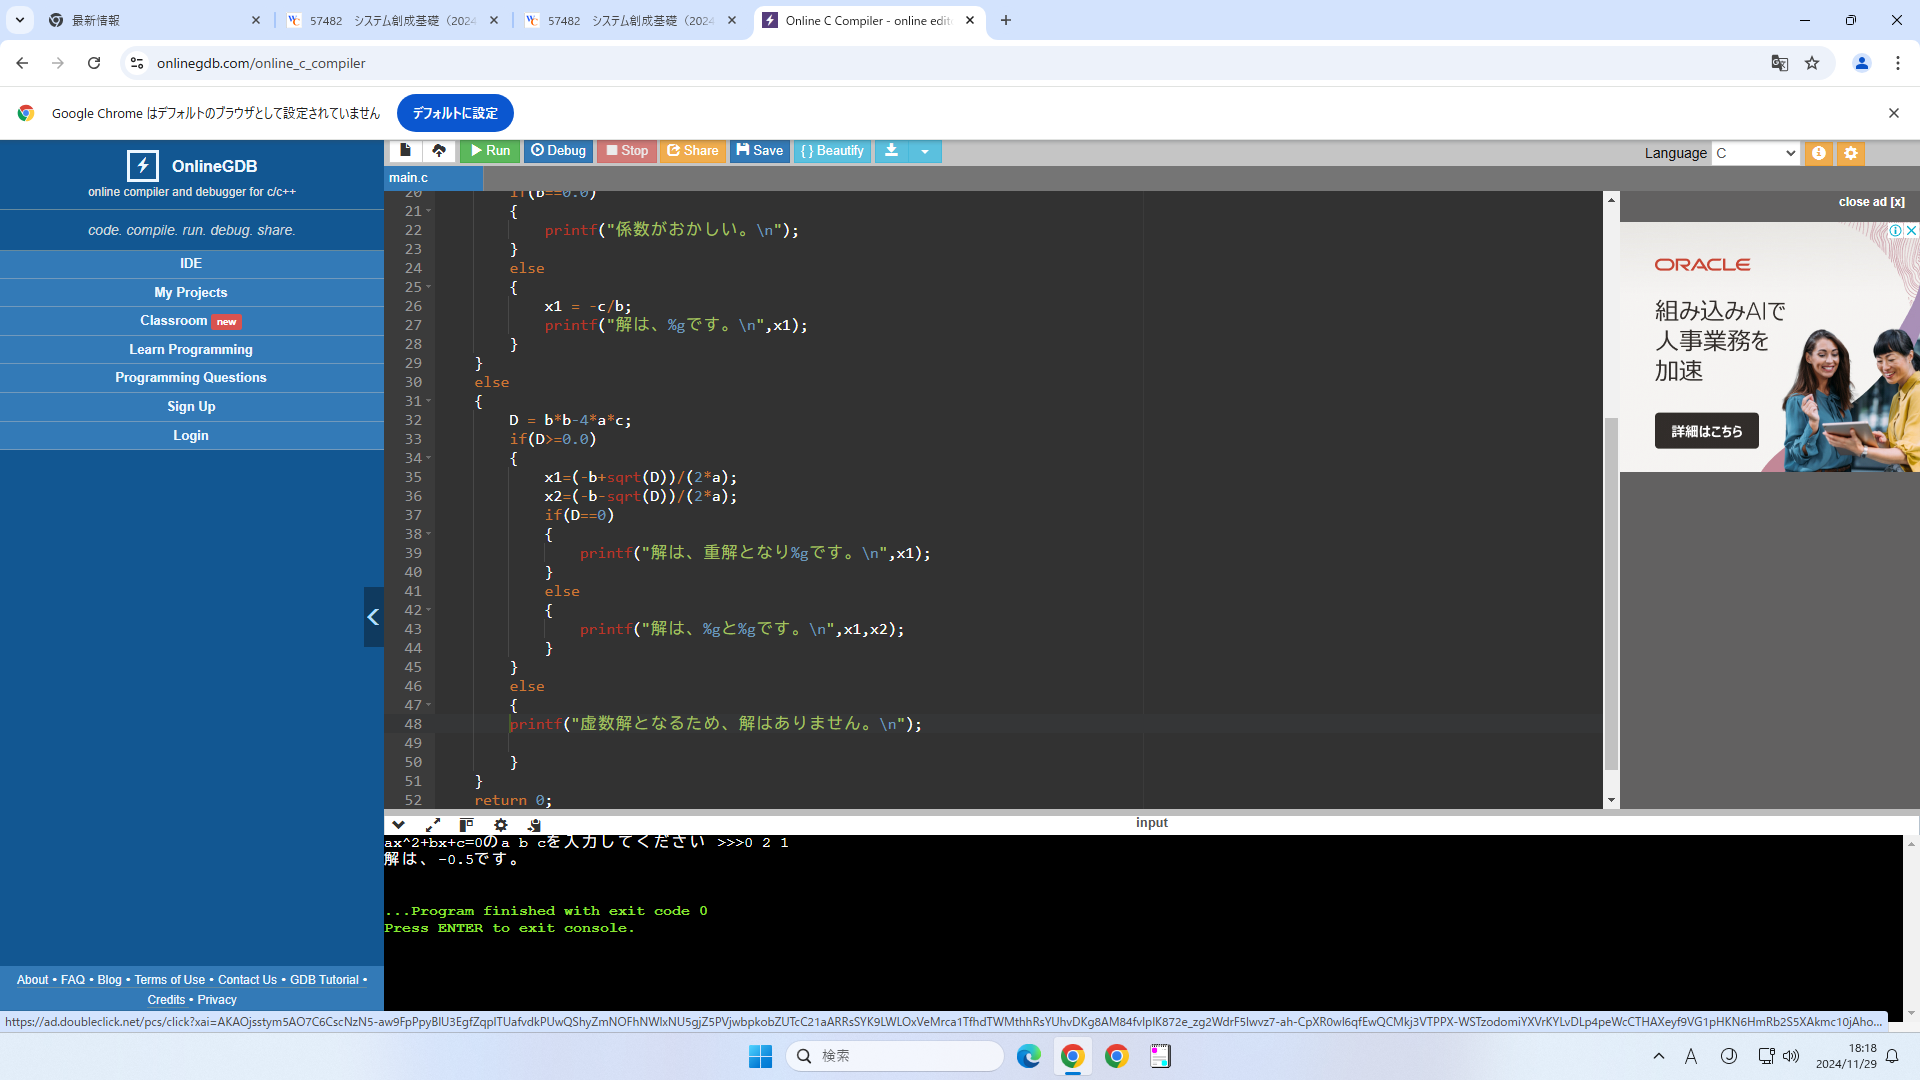 最新情報
57482 システム創成基礎（2024
57482 システム創成基礎（2024
Online C Compiler - online edit
onlinegdb.com/online_c_compiler
Google Chrome はデフォルトのブラウザとして設定されていません
デフォルトに設定
OnlineGDB
online compiler and debugger for c/c++
code. compile. run. debug. share.
IDE
My Projects
Classroom new
Learn Programming
Programming Questions
Sign Up
Login
About • FAQ • Blog • Terms of Use • Contact Us • GDB Tutorial •
Credits • Privacy
Run Debug Stop Share Save { } Beautify
Language C
main.c
20 if(b==0.0)
21 {
22 printf("係数がおかしい。\n");
23 }
24 else
25 {
26 x1 = -c/b;
27 printf("解は、%gです。\n",x1);
28 }
29 }
30 else
31 {
32 D = b*b-4*a*c;
33 if(D>=0.0)
34 {
35 x1=(-b+sqrt(D))/(2*a);
36 x2=(-b-sqrt(D))/(2*a);
37 if(D==0)
38 {
39 printf("解は、重解となり%gです。\n",x1);
40 }
41 else
42 {
43 printf("解は、%gと%gです。\n",x1,x2);
44 }
45 }
46 else
47 {
48 printf("虚数解となるため、解はありません。\n");
49
50 }
51 }
52 return 0;
close ad [x]
ORACLE
組み込みAIで
人事業務を
加速
詳細はこちら
input
ax^2+bx+c=0のa b cを入力してください >>>0 2 1
解は、-0.5です。
...Program finished with exit code 0
Press ENTER to exit console.
検索
A
18:18
2024/11/29